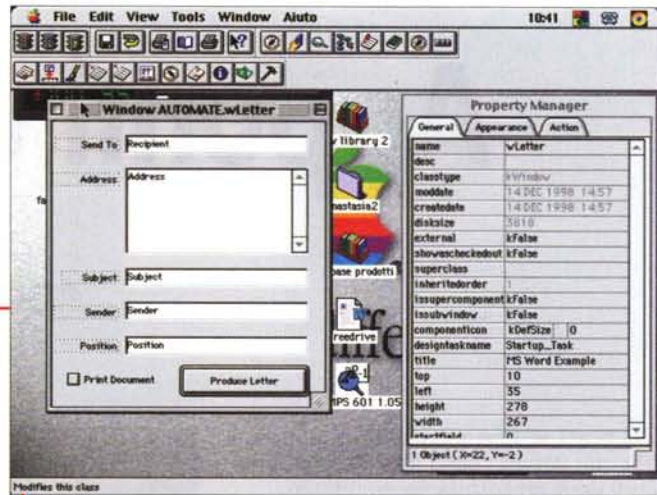 File Edit View Tools Window Aiuto 10:41
Window AUTOMATE.wLetter
Send To Recipient
Address Address
Subject Subject
Sender Sender
Position Position
Print Document Produce Letter
library 2
nastasia2
base prodotti
reedrive
MPS 601 1.05
Property Manager
General Appearance Action
name wLetter
desc
classtype kWindow
moddate 14 DEC 1998 14:57
createdate 14 DEC 1998 14:57
disksize 3818
external kFalse
showascheckedout kFalse
superclass
inheritedorder 1
issupercomponent kFalse
issubwindow kFalse
componenticon kDefSize 0
designtaskname Startup_Task
title MS Word Example
top 10
left 35
height 278
width 267
startfield 0
1 Object (X=22, Y=-2)
Modifies this class